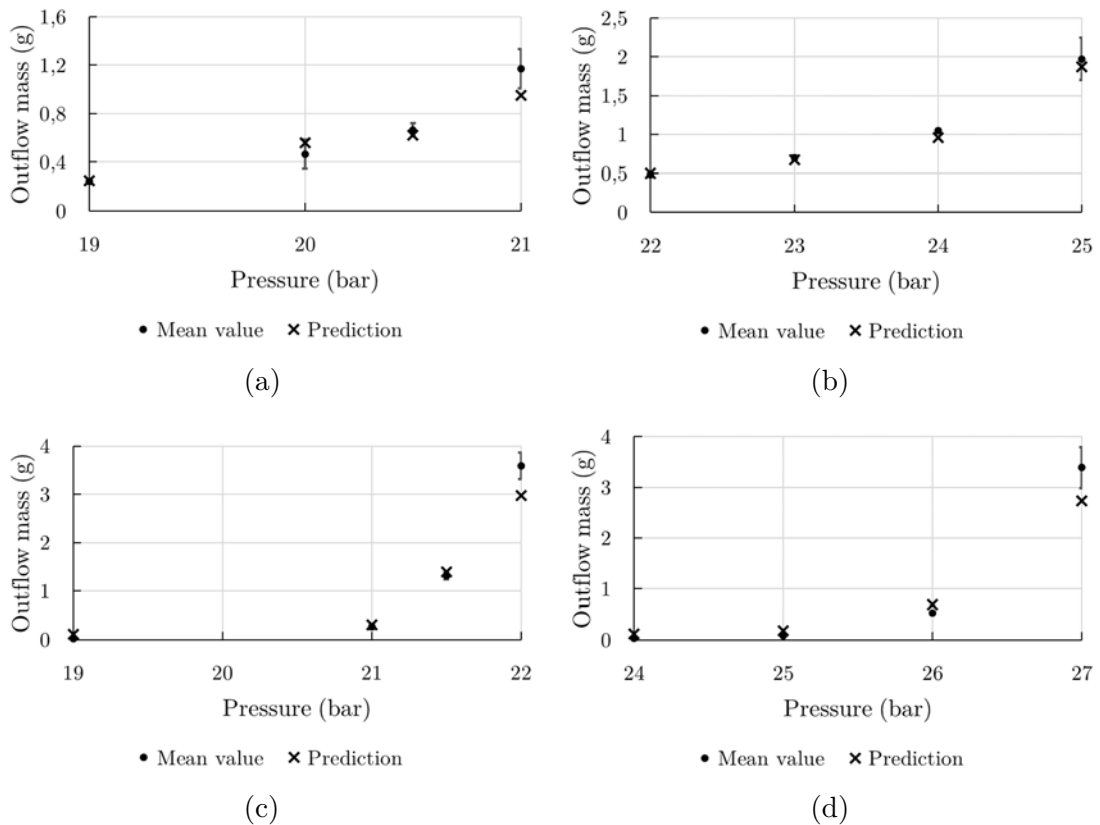 1,6
1,2
0,8
0,4
0
Outflow mass (g)
19 20 21
Pressure (bar)
Mean value Prediction
(a)
2,5
2
1,5
1
0,5
0
Outflow mass (g)
22 23 24 25
Pressure (bar)
Mean value Prediction
(b)
4
3
2
1
0
Outflow mass (g)
19 20 21 22
Pressure (bar)
Mean value Prediction
(c)
4
3
2
1
0
Outflow mass (g)
24 25 26 27
Pressure (bar)
Mean value Prediction
(d)